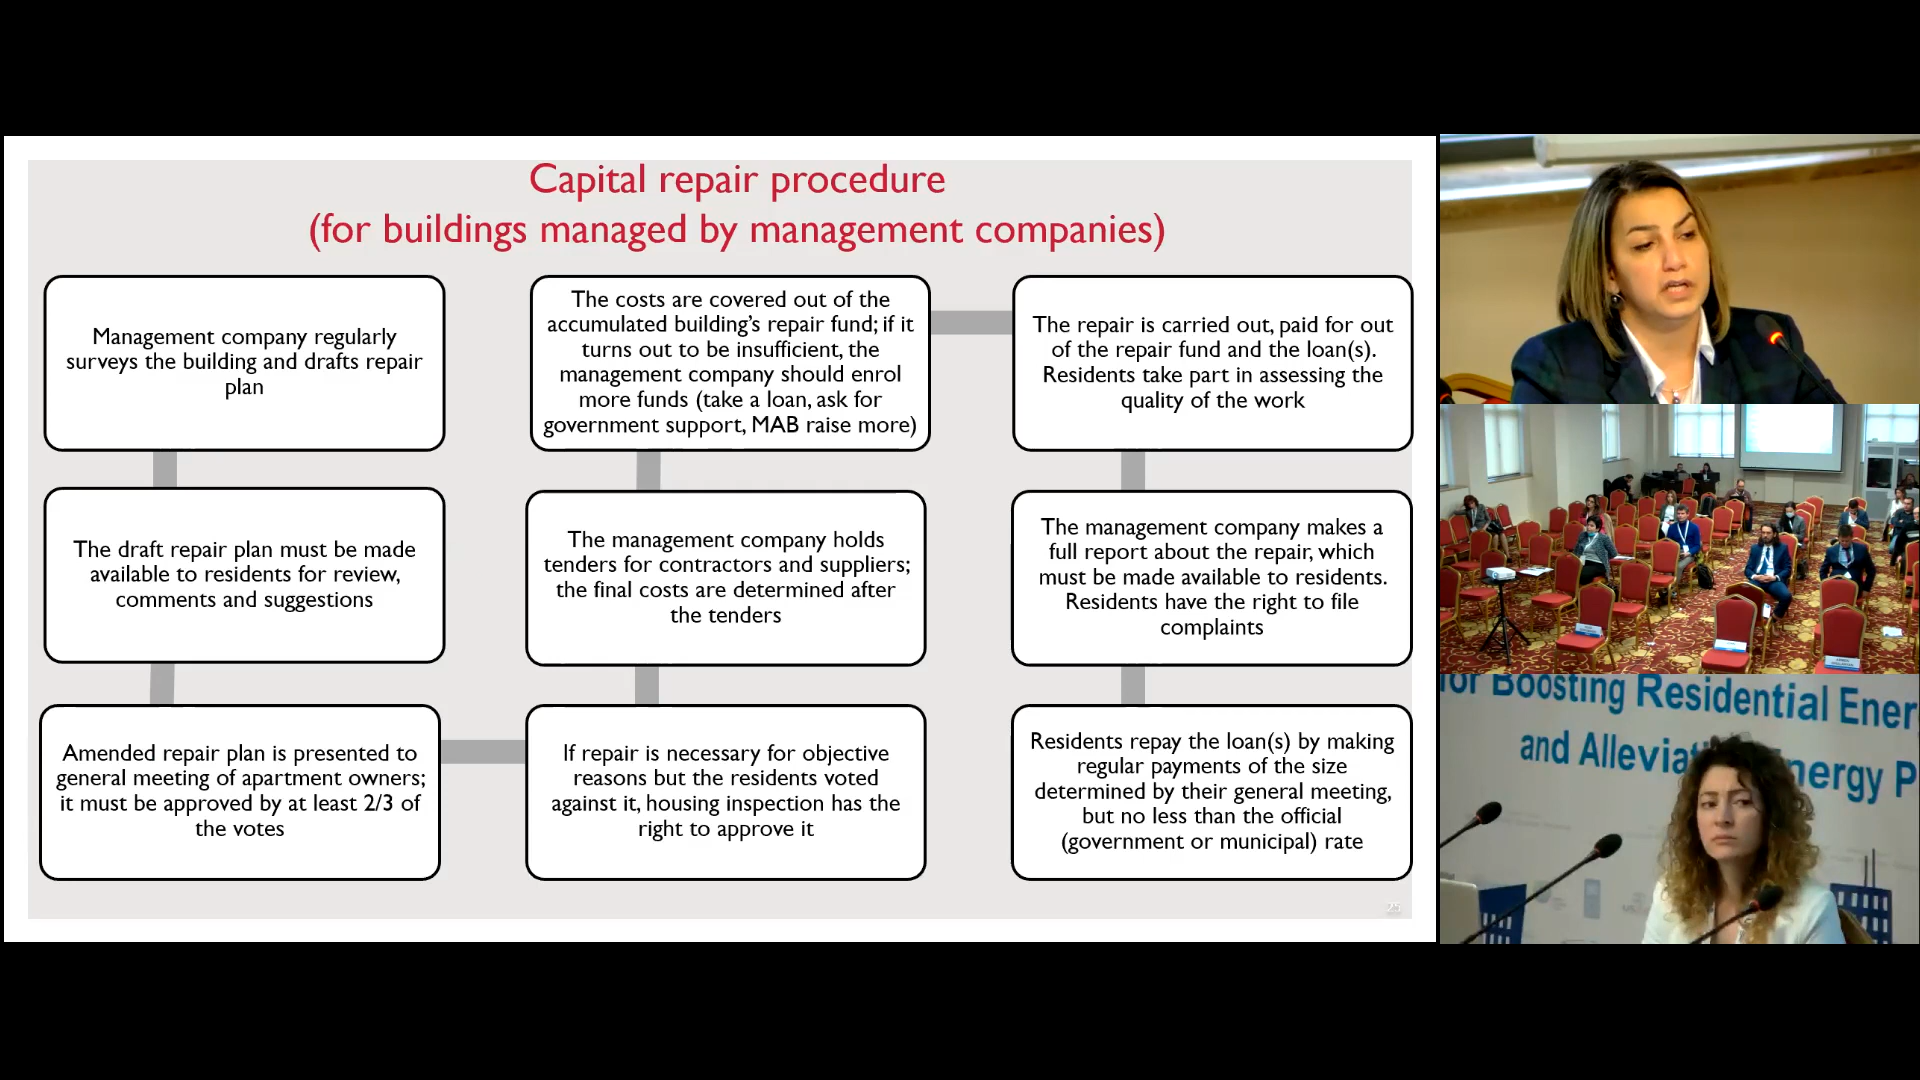 Capital repair procedure
(for buildings managed by management companies)
Management company regularly
surveys the building and drafts repair
plan
The draft repair plan must be made
available to residents for review,
comments and suggestions
Amended repair plan is presented to
general meeting of apartment owners;
it must be approved by at least 2/3 of
the votes
If repair is necessary for objective
reasons but the residents voted
against it, housing inspection has the
right to approve it
The management company holds
tenders for contractors and suppliers;
the final costs are determined after
the tenders
The costs are covered out of the
accumulated building’s repair fund; if it
turns out to be insufficient, the
management company should enrol
more funds (take a loan, ask for
government support, MAB raise more)
The repair is carried out, paid for out
of the repair fund and the loan(s).
Residents take part in assessing the
quality of the work
The management company makes a
full report about the repair, which
must be made available to residents.
Residents have the right to file
complaints
Residents repay the loan(s) by making
regular payments of the size
determined by their general meeting,
but no less than the official
(government or municipal) rate
25
for Boosting Residential Ener
and Alleviat nergy P